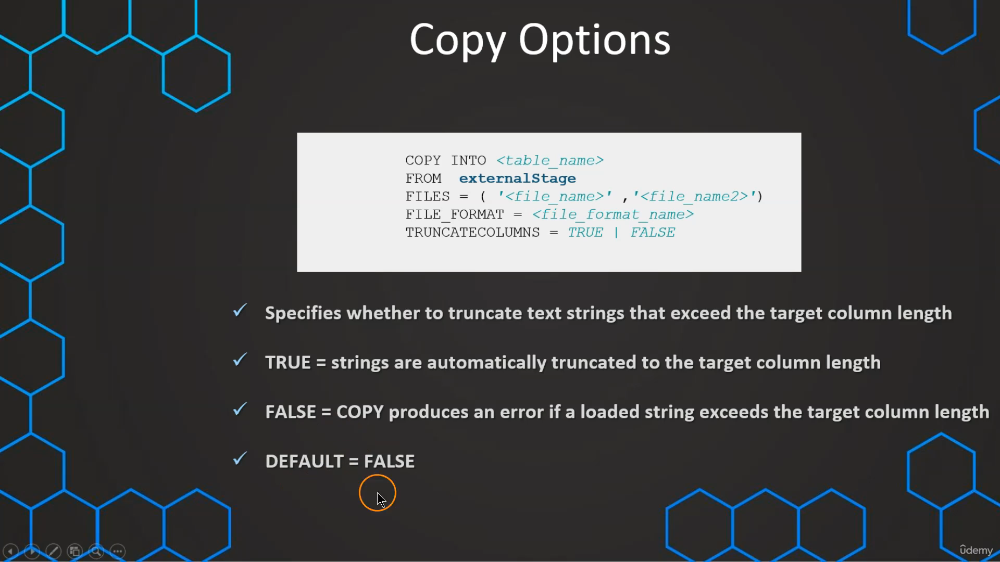 Copy Options
COPY INTO <table_name>
FROM  externalStage
FILES = ( '<file_name>' ,'<file_name2>')
FILE_FORMAT = <file_format_name>
TRUNCATECOLUMNS = TRUE | FALSE
✓ Specifies whether to truncate text strings that exceed the target column length
✓ TRUE = strings are automatically truncated to the target column length
✓ FALSE = COPY produces an error if a loaded string exceeds the target column length
✓ DEFAULT = FALSE
ûdemy